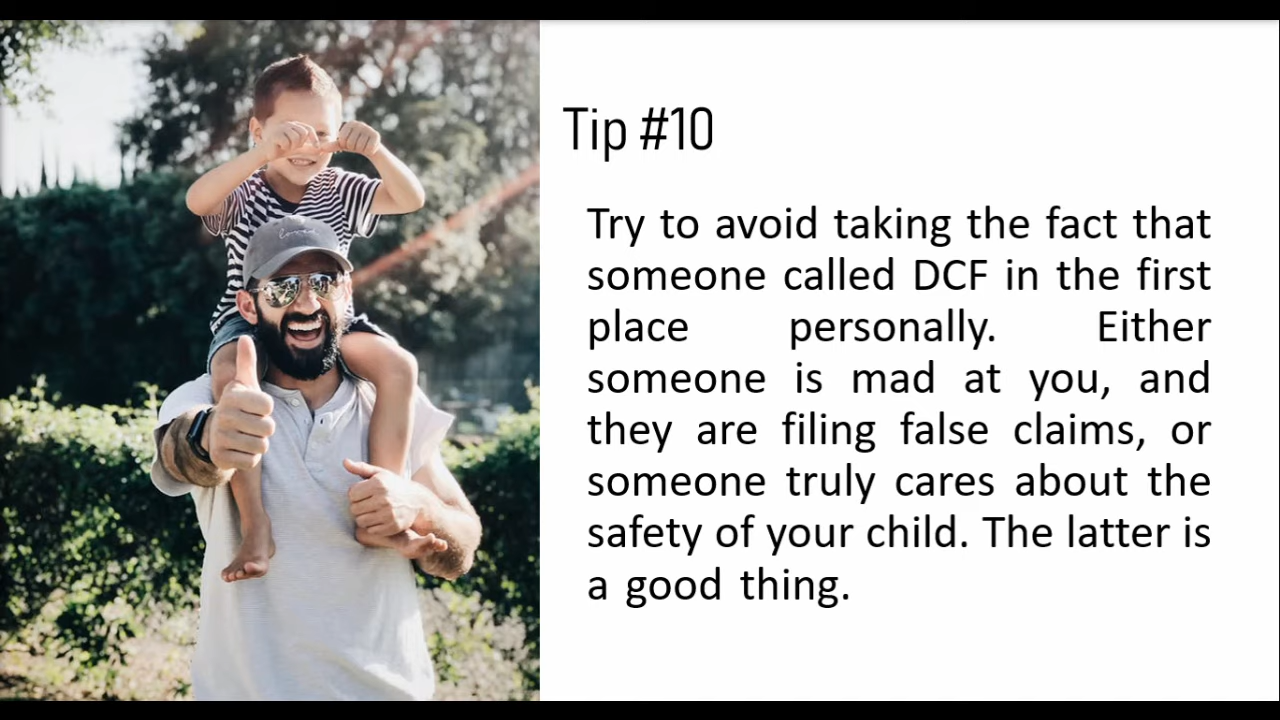 Tip #10
Try to avoid taking the fact that
someone called DCF in the first
place personally. Either
someone is mad at you, and
they are filing false claims, or
someone truly cares about the
safety of your child. The latter is
a good thing.